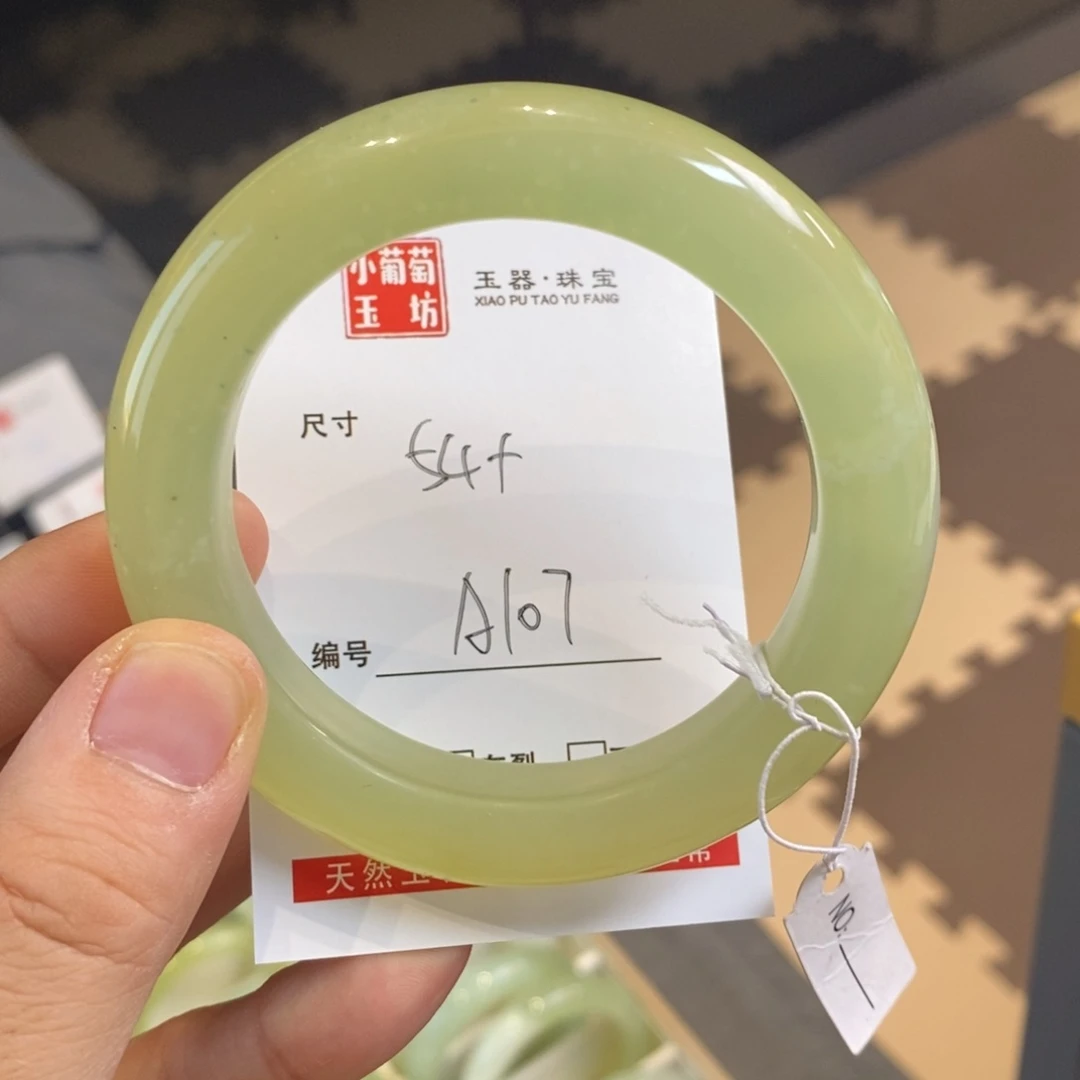 小葡萄
玉坊
玉器·珠宝
XIAO PU TAO YU FANG
尺寸 54+
编号 A107
天然
NO.1